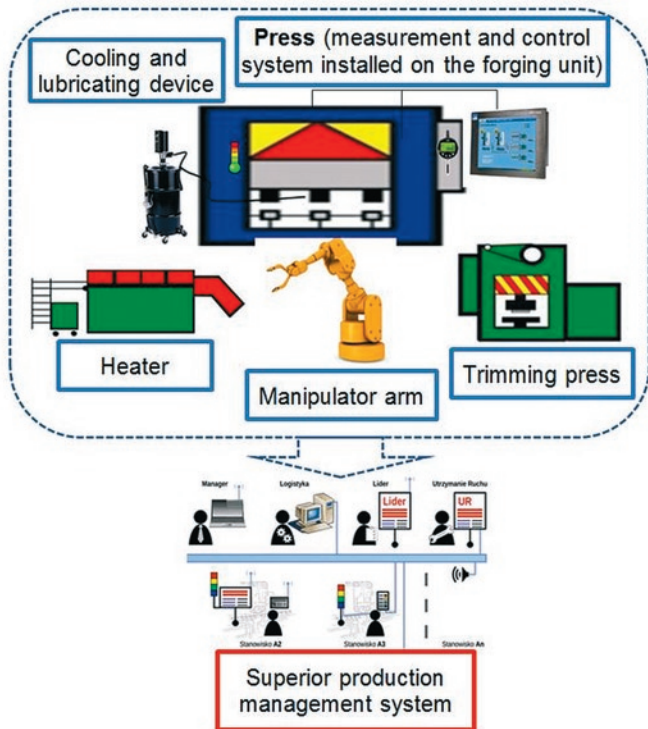 Cooling and
lubricating device
Press (measurement and control
system installed on the forging unit)
Heater
Manipulator arm
Trimming press
Manager
Logistyka
Lider
Utrzymanie Ruchu
Lider
UR
Stanowisko A2
Stanowisko A3
Stanowisko An
Superior production
management system